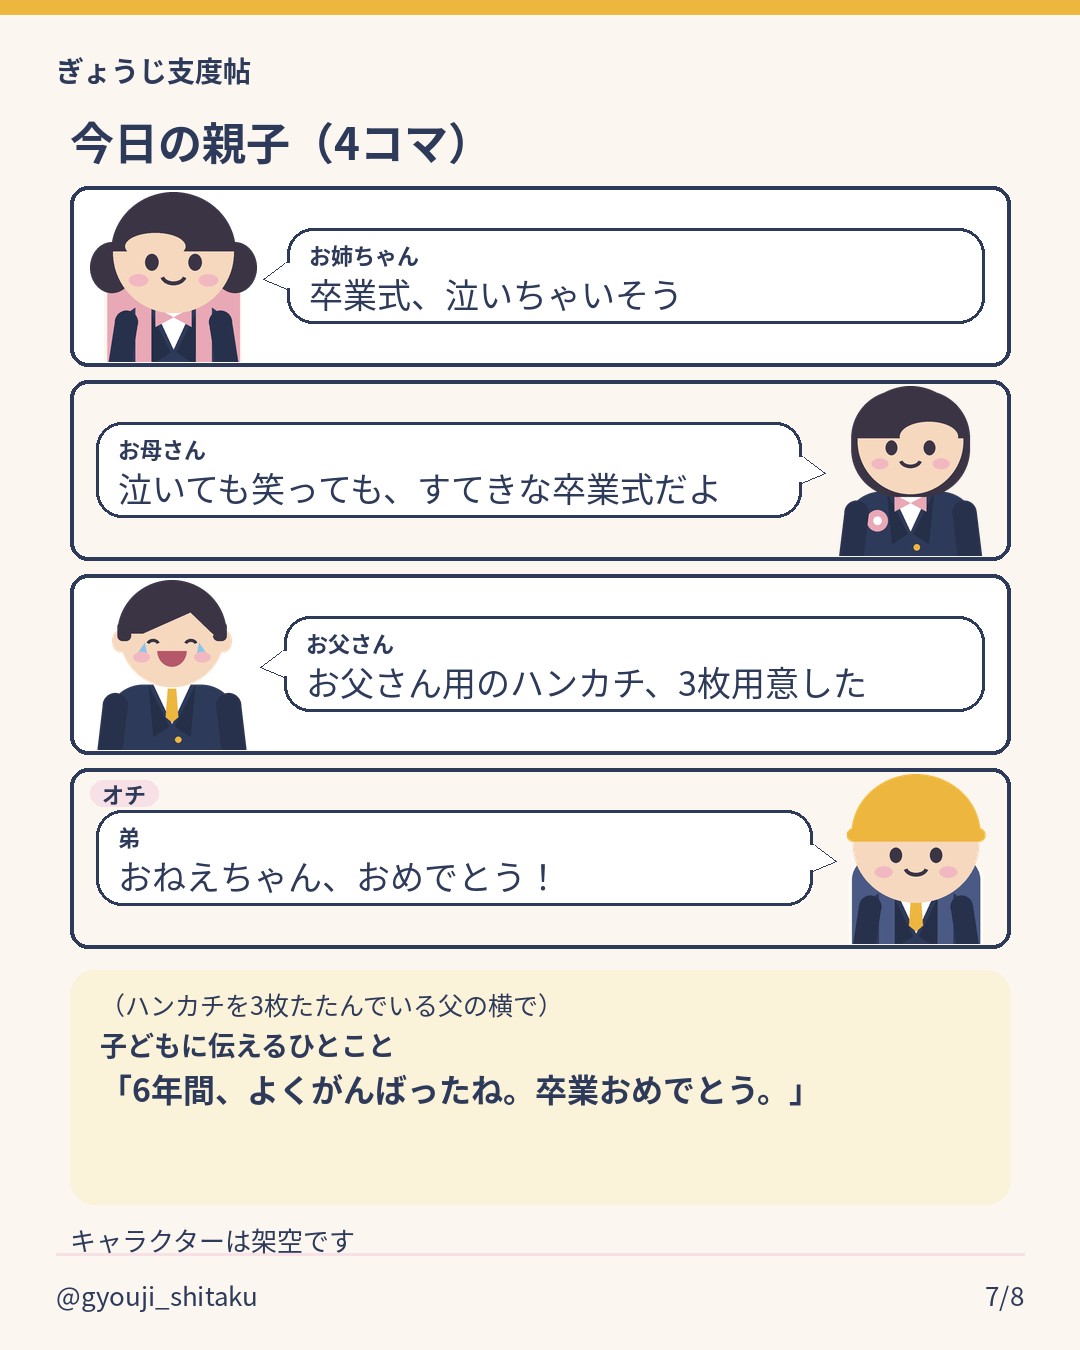 ぎょうじ支度帖
今日の親子（4コマ）
お姉ちゃん
卒業式、泣いちゃいそう
お母さん
泣いても笑っても、すてきな卒業式だよ
お父さん
お父さん用のハンカチ、3枚用意した
オチ
弟
おねえちゃん、おめでとう！
（ハンカチを3枚たたんでいる父の横で）
子どもに伝えるひとこと
「6年間、よくがんばったね。卒業おめでとう。」
キャラクターは架空です
@gyouji_shitaku
7/8